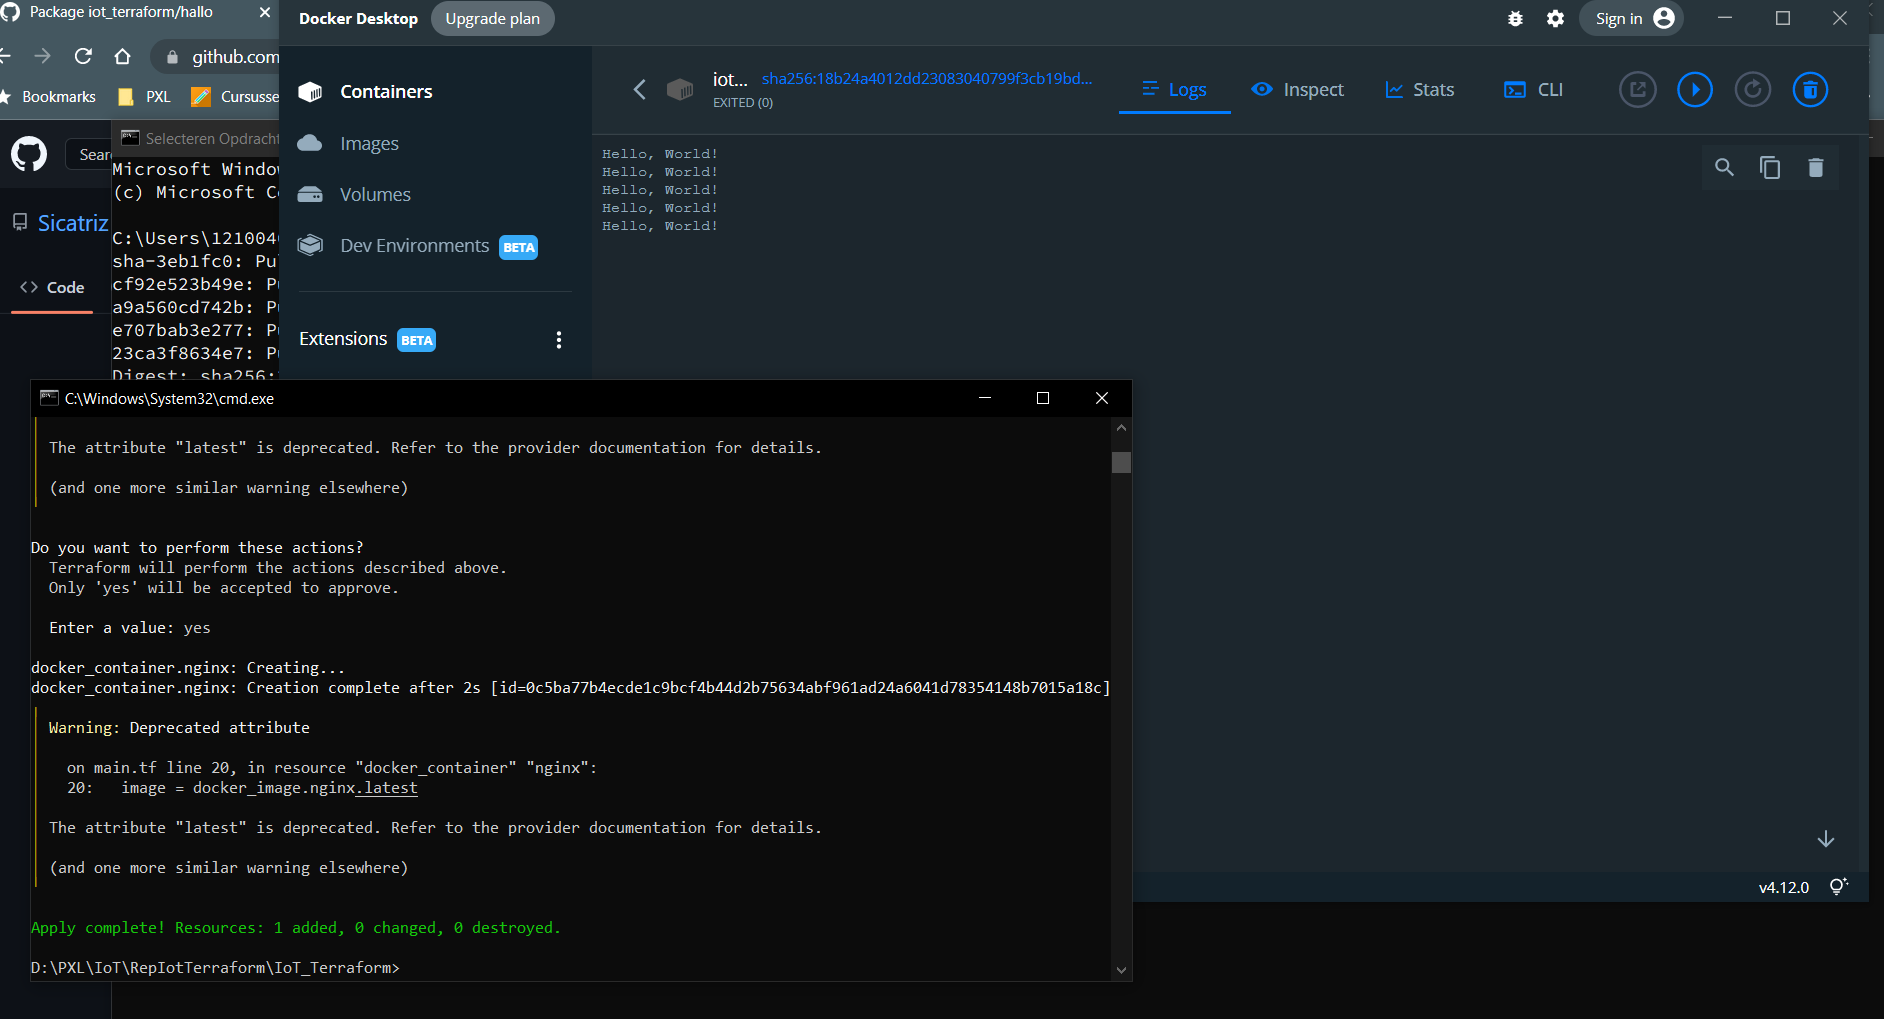 Package iot_terraform/hallo
github.com
Bookmarks PXL Cursusse
Sear
Sicatriz
Code
Selecteren Opdracht
Microsoft Window
(c) Microsoft Co
C:\Users\1210046
sha-3eb1fc0: Pul
cf92e523b49e: Pu
a9a560cd742b: Pu
e707bab3e277: Pu
23ca3f8634e7: Pu
Digest: sha256:
Docker Desktop Upgrade plan
Sign in
Containers
Images
Volumes
Dev Environments BETA
Extensions BETA
iot... sha256:18b24a4012dd23083040799f3cb19bd...
EXITED (0)
Logs Inspect Stats CLI
Hello, World!
Hello, World!
Hello, World!
Hello, World!
Hello, World!
C:\Windows\System32\cmd.exe
The attribute "latest" is deprecated. Refer to the provider documentation for details.
(and one more similar warning elsewhere)
Do you want to perform these actions?
Terraform will perform the actions described above.
Only 'yes' will be accepted to approve.
Enter a value: yes
docker_container.nginx: Creating...
docker_container.nginx: Creation complete after 2s [id=0c5ba77b4ecde1c9bcf4b44d2b75634abf961ad24a6041d78354148b7015a18c]
Warning: Deprecated attribute
on main.tf line 20, in resource "docker_container" "nginx":
20: image = docker_image.nginx.latest
The attribute "latest" is deprecated. Refer to the provider documentation for details.
(and one more similar warning elsewhere)
Apply complete! Resources: 1 added, 0 changed, 0 destroyed.
D:\PXL\IoT\RepIotTerraform\IoT_Terraform>
v4.12.0